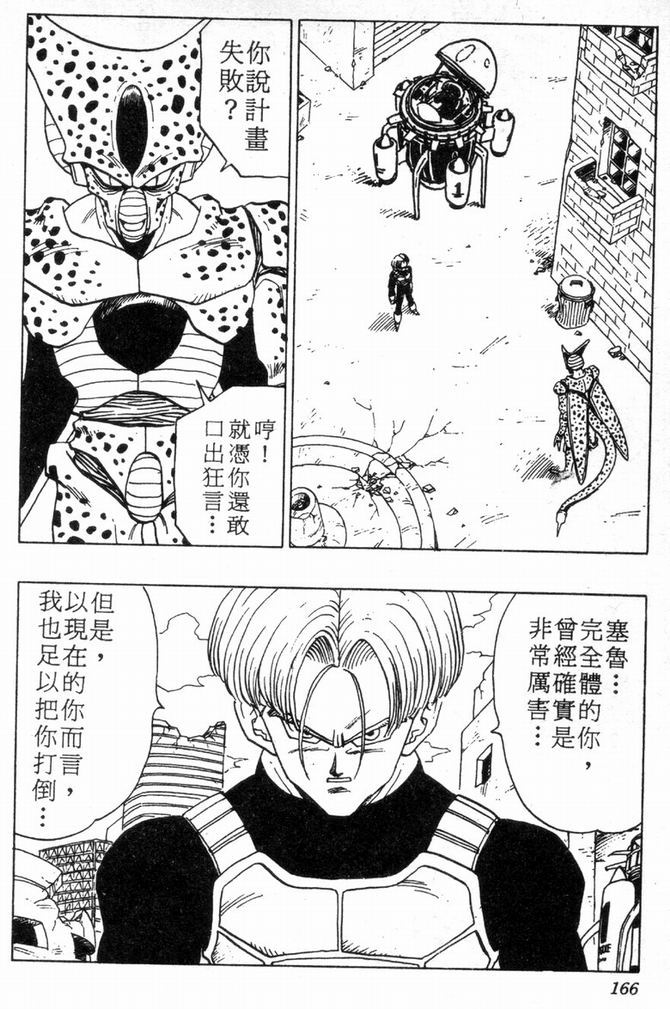 1
你說計畫
失敗？
哼！
就憑你還敢
口出狂言…
塞魯…
完全體的你，
曾經確實是
非常厲害…
但是，
以現在的你而言，
我也足以把你打倒…
166